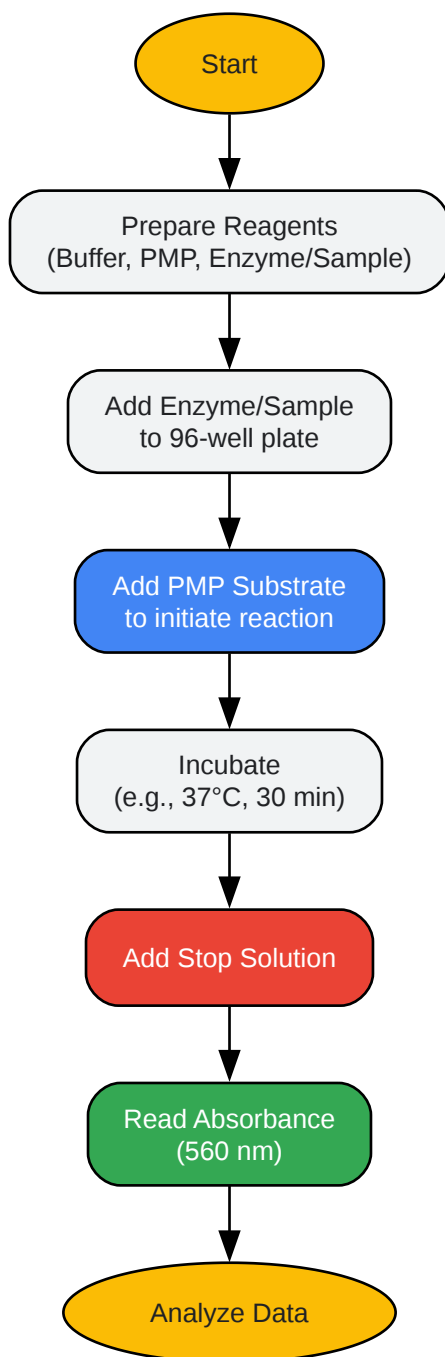 Start
Prepare Reagents
(Buffer, PMP, Enzyme/Sample)
Add Enzyme/Sample
to 96-well plate
Add PMP Substrate
to initiate reaction
Incubate
(e.g., 37°C, 30 min)
Add Stop Solution
Read Absorbance
(560 nm)
Analyze Data